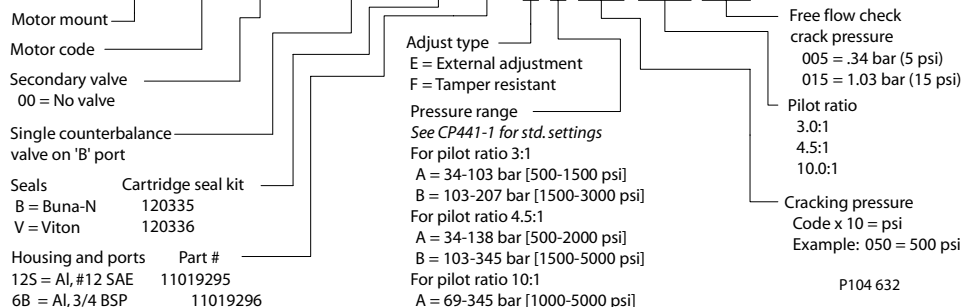 Motor mount
Motor code
Secondary valve
00 = No valve
Single counterbalance
valve on 'B' port
Seals Cartridge seal kit
B = Buna-N 120335
V = Viton 120336
Housing and ports Part #
12S = Al, #12 SAE 11019295
6B = Al, 3/4 BSP 11019296
Adjust type
E = External adjustment
F = Tamper resistant
Pressure range
See CP441-1 for std. settings
For pilot ratio 3:1
A = 34-103 bar [500-1500 psi]
B = 103-207 bar [1500-3000 psi]
For pilot ratio 4.5:1
A = 34-138 bar [500-2000 psi]
B = 103-345 bar [1500-5000 psi]
For pilot ratio 10:1
A = 69-345 bar [1000-5000 psi]
Free flow check
crack pressure
005 = .34 bar (5 psi)
015 = 1.03 bar (15 psi)
Pilot ratio
3.0:1
4.5:1
10.0:1
Cracking pressure
Code x 10 = psi
Example: 050 = 500 psi
P104 632